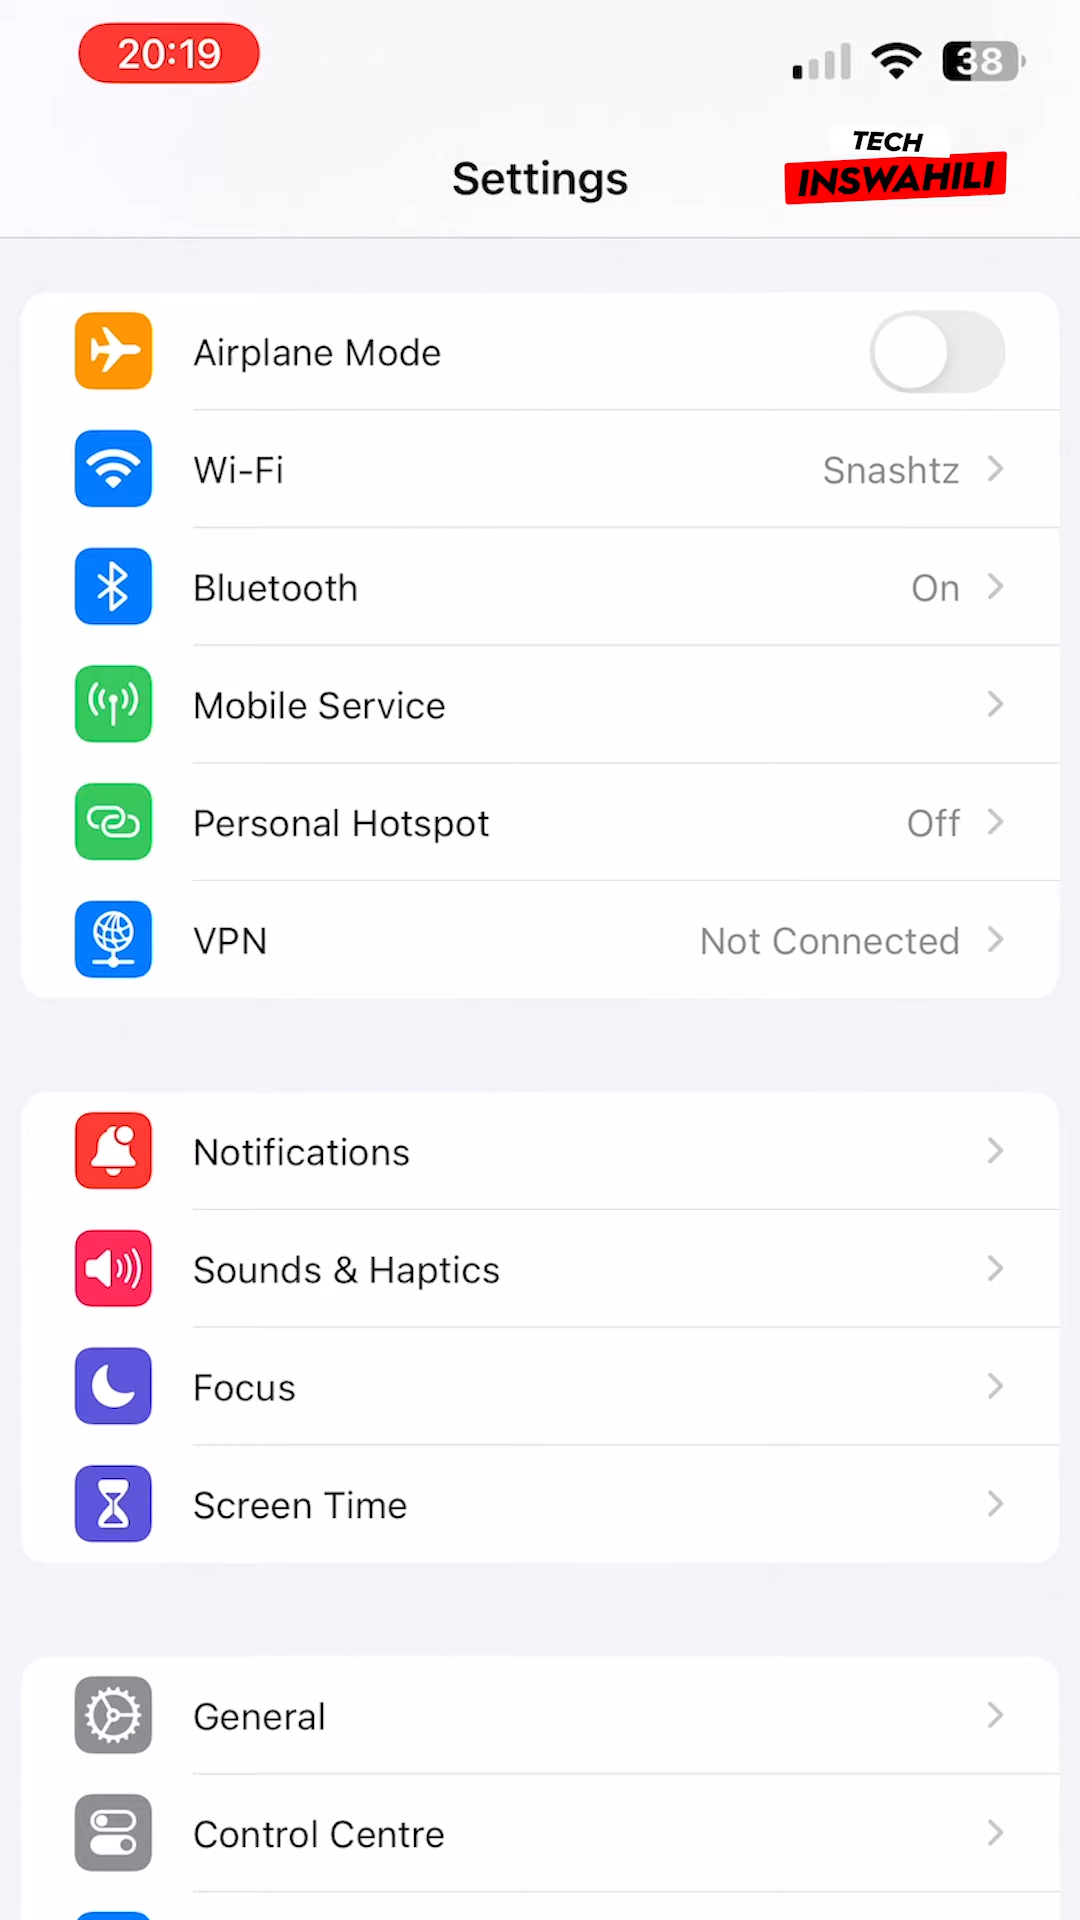 20:19
38
TECH
INSWAHILI
Settings
Airplane Mode
Wi-Fi
Snashtz
Bluetooth
On
Mobile Service
Personal Hotspot
Off
VPN
Not Connected
Notifications
Sounds & Haptics
Focus
Screen Time
General
Control Centre